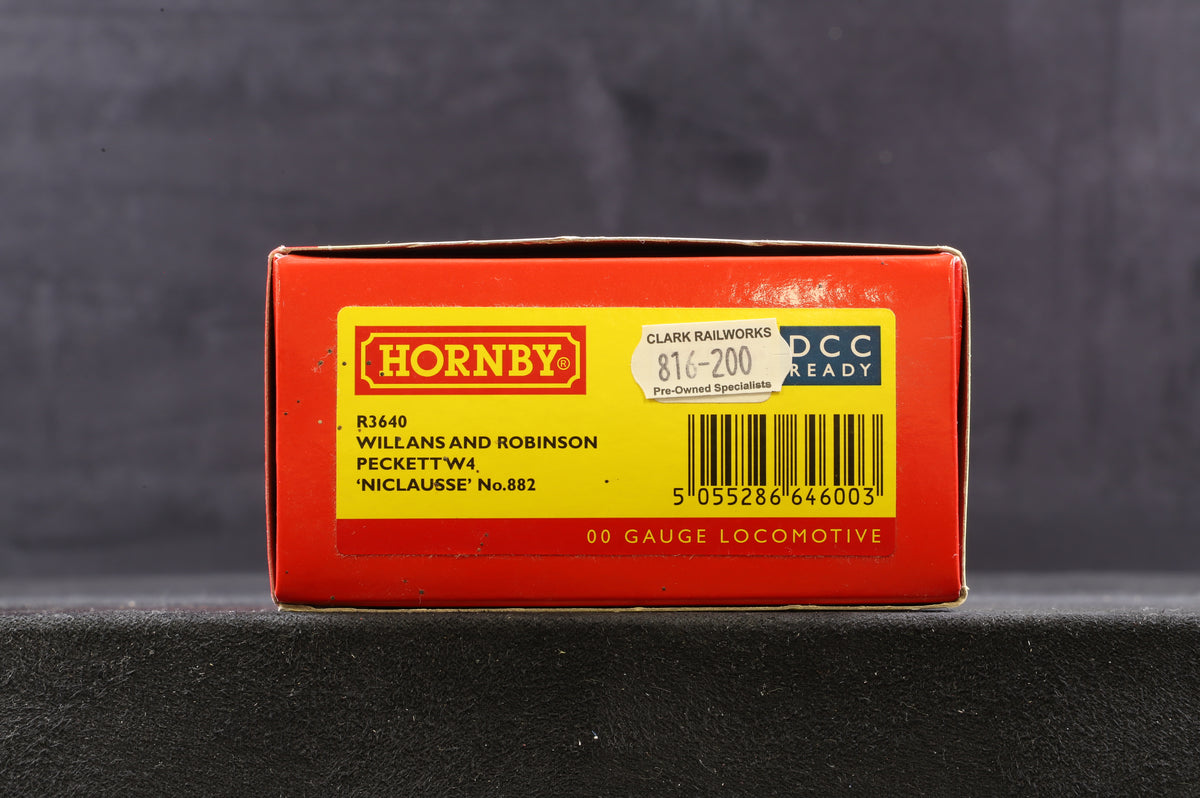 HORNBY®
CLARK RAILWORKS
816-200
Pre-Owned Specialists
DCC
READY
R3640
WILLANS AND ROBINSON
PECKETT W4
‘NICLAUSSE’ No.882
5 055286 646003
00 GAUGE LOCOMOTIVE